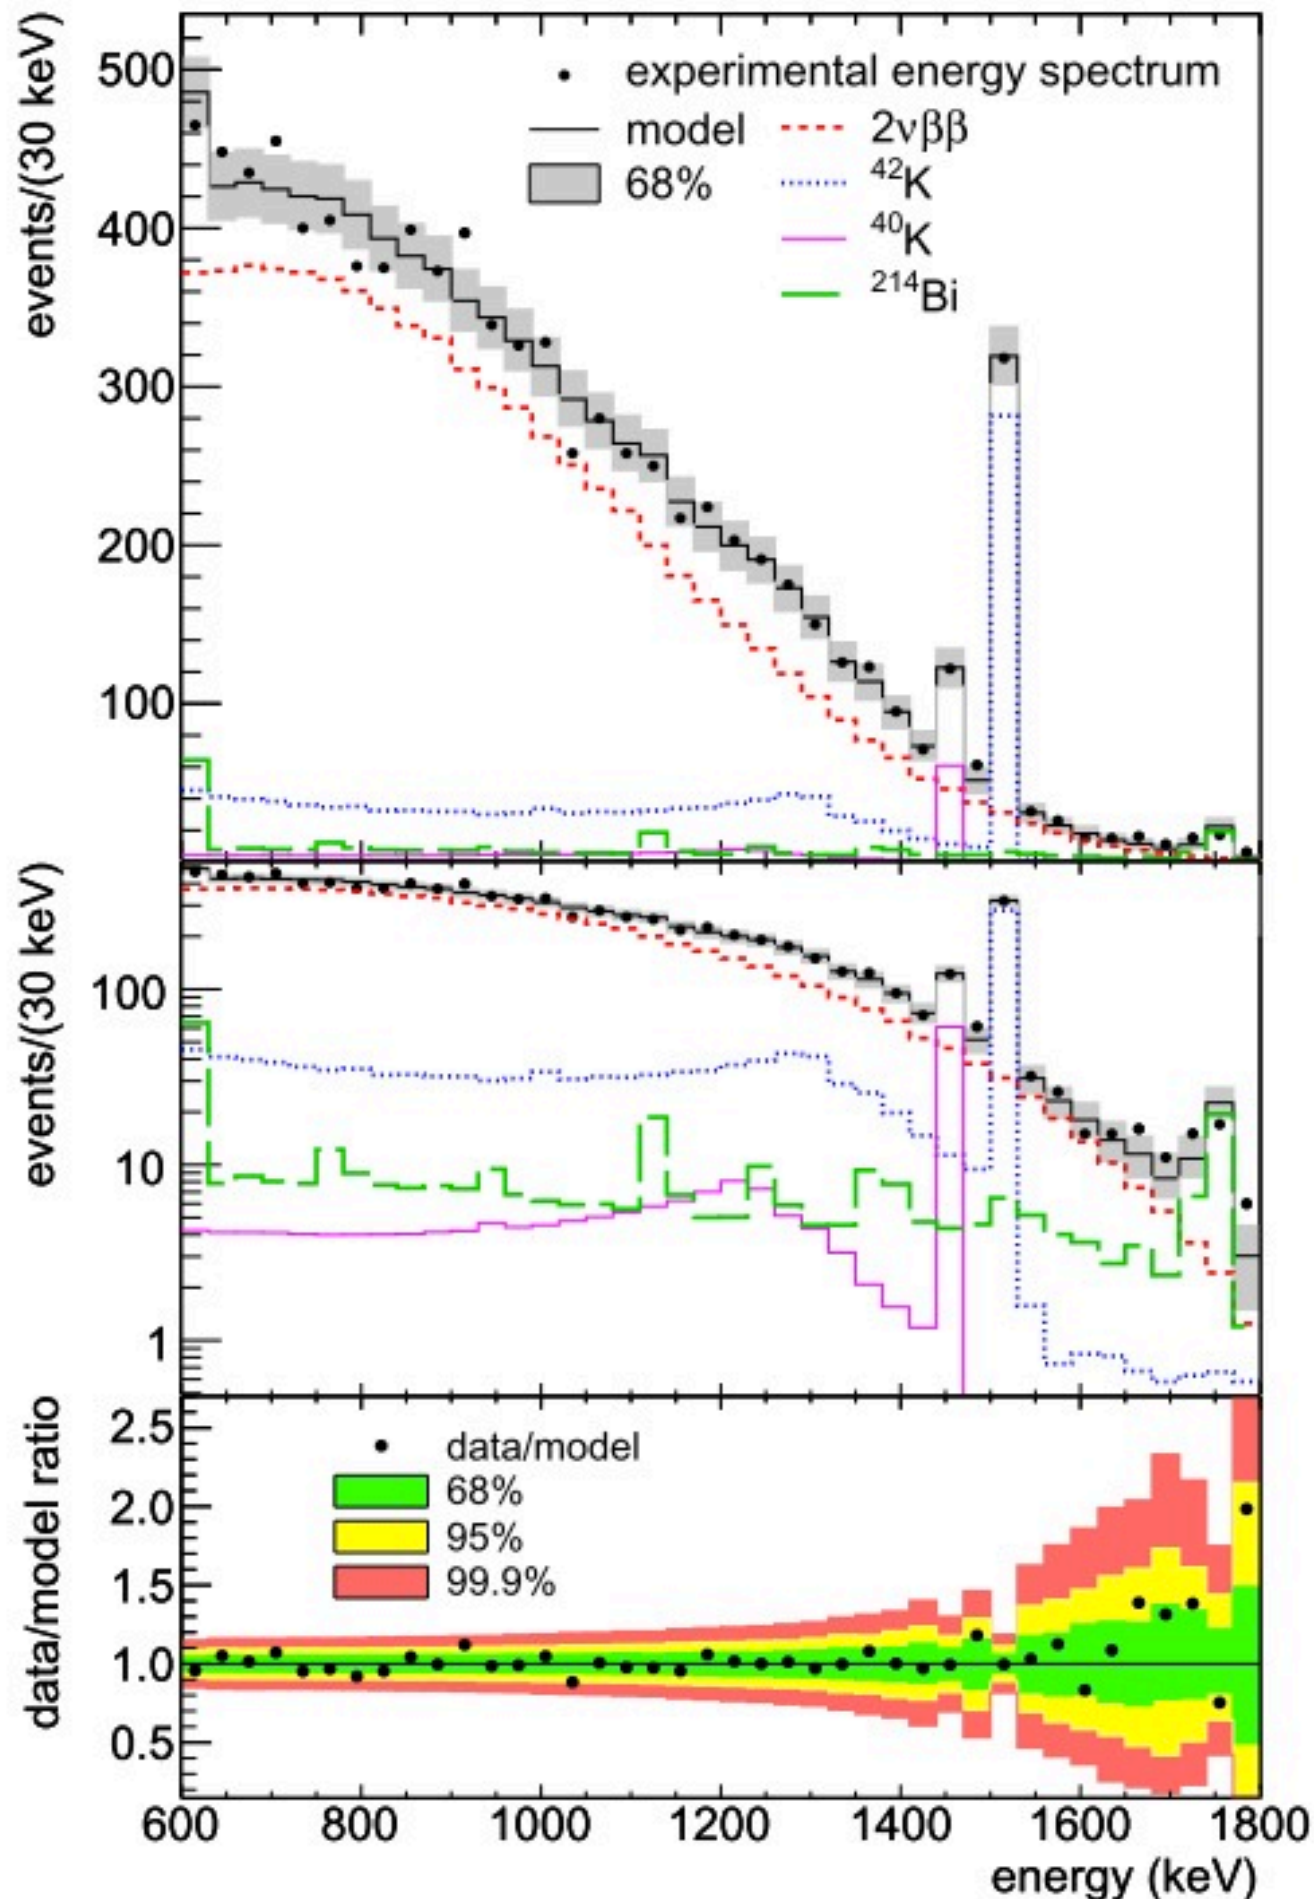 events/(30 keV)
500
400
300
200
100
experimental energy spectrum
model
68%
2νββ
⁴²K
⁴⁰K
²¹⁴Bi
events/(30 keV)
100
10
1
data/model ratio
2.5
2.0
1.5
1.0
0.5
data/model
68%
95%
99.9%
600 800 1000 1200 1400 1600 1800
energy (keV)